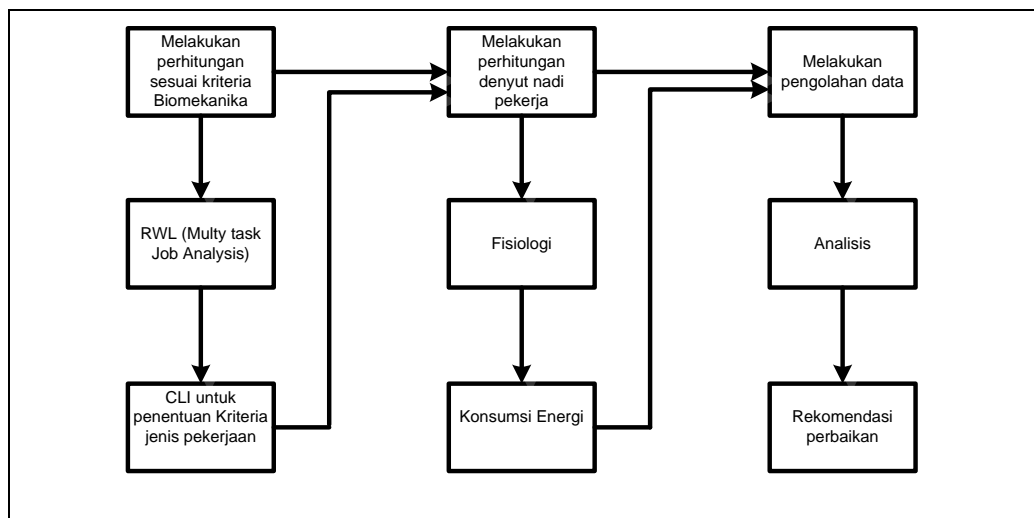 Melakukan
perhitungan
sesuai kriteria
Biomekanika
RWL (Multy task
Job Analysis)
CLI untuk
penentuan Kriteria
jenis pekerjaan
Melakukan
perhitungan
denyut nadi
pekerja
Fisiologi
Konsumsi Energi
Melakukan
pengolahan data
Analisis
Rekomendasi
perbaikan